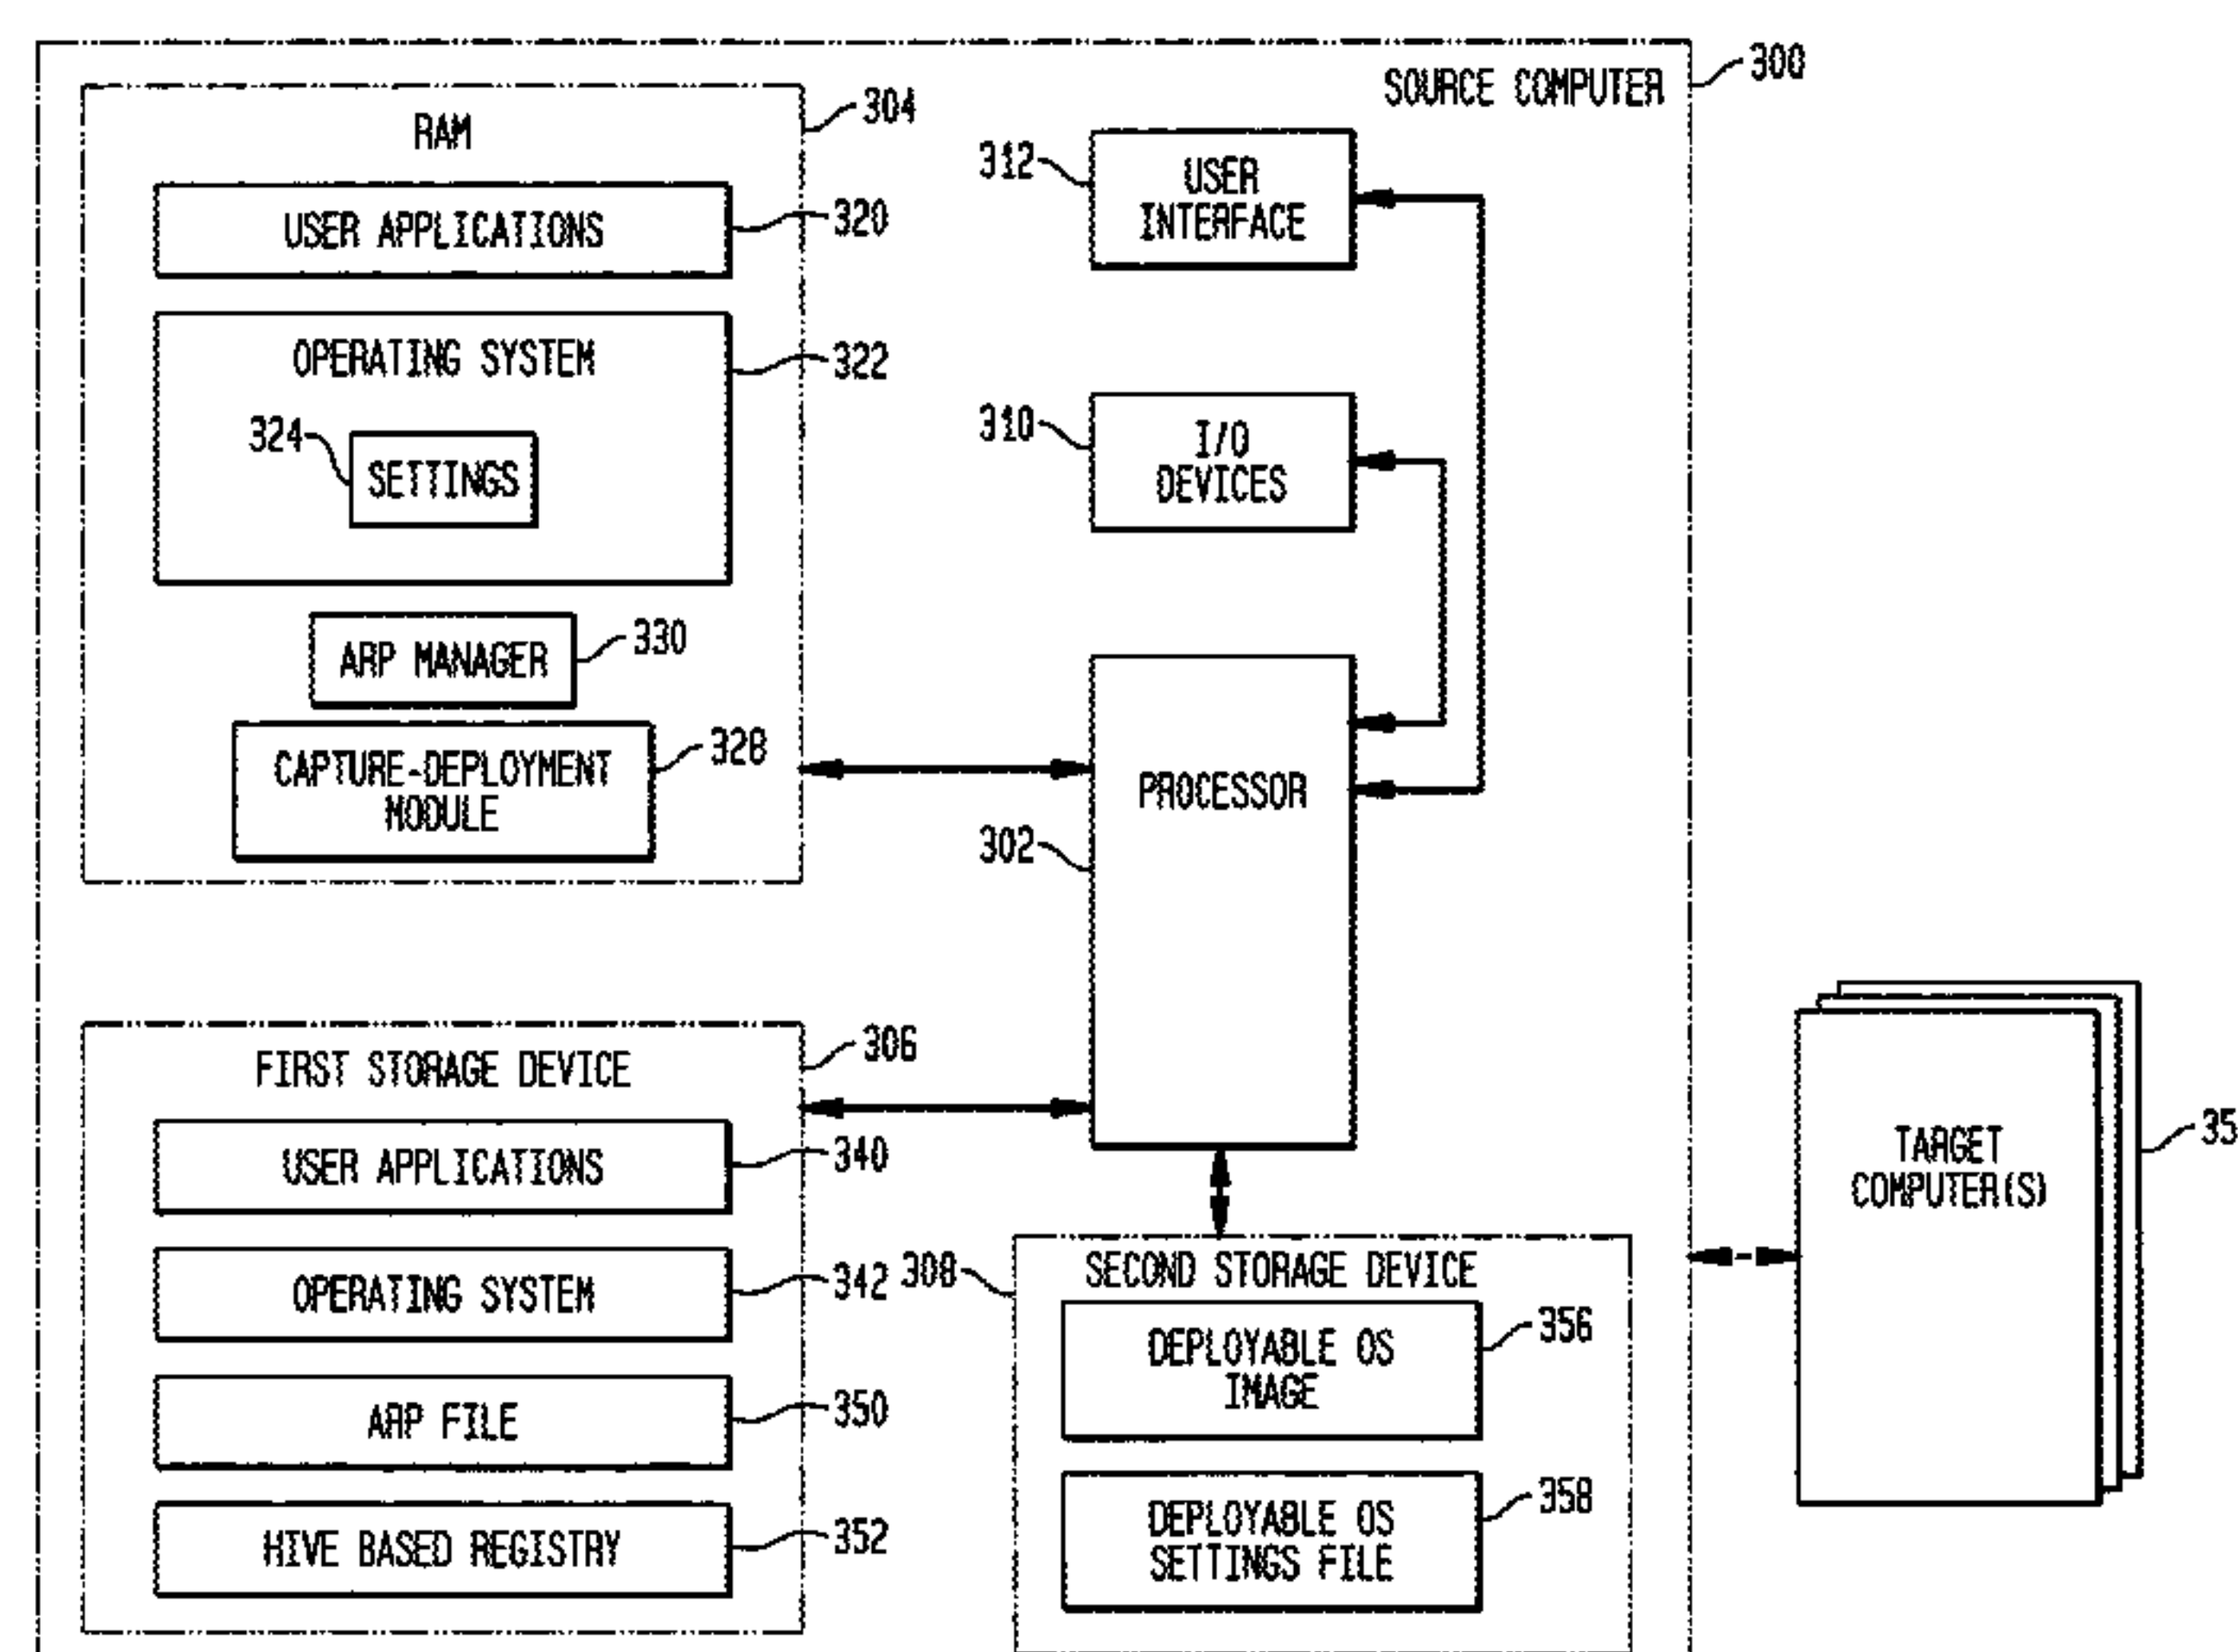 SOURCE COMPUTER
300
RAM
304
USER APPLICATIONS
320
OPERATING SYSTEM
322
324
SETTINGS
ARP MANAGER
330
CAPTURE-DEPLOYMENT
MODULE
328
312
USER
INTERFACE
310
I/O
DEVICES
PROCESSOR
302
FIRST STORAGE DEVICE
306
USER APPLICATIONS
340
OPERATING SYSTEM
342
ARP FILE
350
HIVE BASED REGISTRY
352
308
SECOND STORAGE DEVICE
DEPLOYABLE OS
IMAGE
356
DEPLOYABLE OS
SETTINGS FILE
358
TARGET
COMPUTER(S)
35